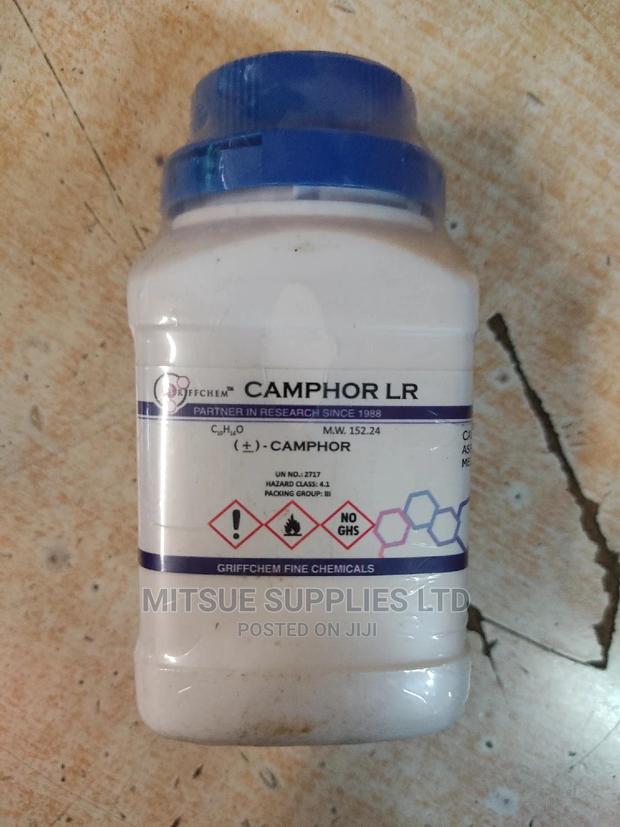 GRIFFCHEM™ CAMPHOR LR
PARTNER IN RESEARCH SINCE 1988
C₁₀H₁₆O M.W. 152.24
(±)-CAMPHOR
UN NO.: 2717
HAZARD CLASS: 4.1
PACKING GROUP: III
NO
GHS
GRIFFCHEM FINE CHEMICALS
MITSUE SUPPLIES LTD
POSTED ON JIJI